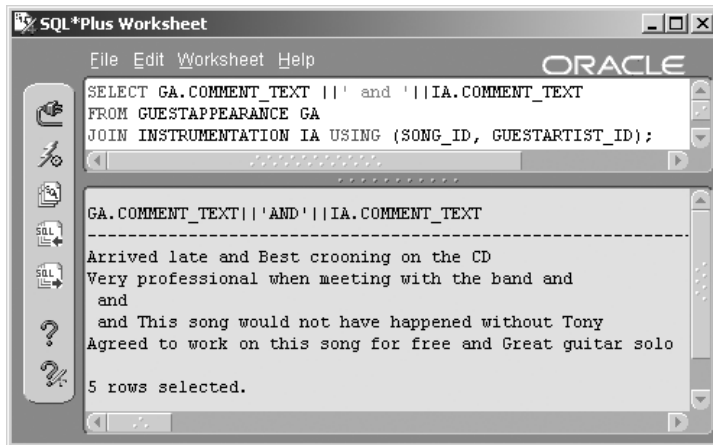 SQL*Plus Worksheet
File Edit Worksheet Help
ORACLE
SELECT GA.COMMENT_TEXT ||' and '||IA.COMMENT_TEXT
FROM GUESTAPPEARANCE GA
JOIN INSTRUMENTATION IA USING (SONG_ID, GUESTARTIST_ID);
GA.COMMENT_TEXT||'AND'||IA.COMMENT_TEXT
--------------------------------------------------------------------
Arrived late and Best crooning on the CD
Very professional when meeting with the band and
and
and This song would not have happened without Tony
Agreed to work on this song for free and Great guitar solo
5 rows selected.